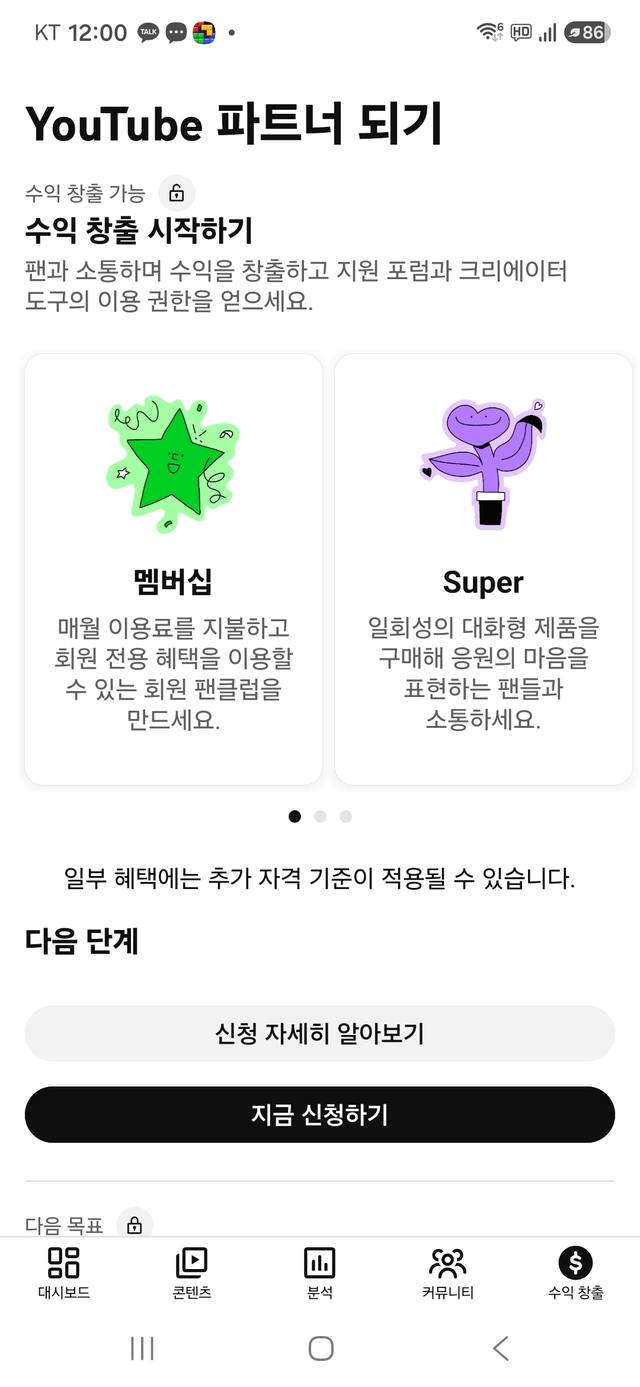 KT 12:00 TALK HD 86
YouTube 파트너 되기
수익 창출 가능
수익 창출 시작하기
팬과 소통하며 수익을 창출하고 지원 포럼과 크리에이터
도구의 이용 권한을 얻으세요.
멤버십
매월 이용료를 지불하고
회원 전용 혜택을 이용할
수 있는 회원 팬클럽을
만드세요.
Super
일회성의 대화형 제품을
구매해 응원의 마음을
표현하는 팬들과
소통하세요.
일부 혜택에는 추가 자격 기준이 적용될 수 있습니다.
다음 단계
신청 자세히 알아보기
지금 신청하기
다음 목표
대시보드 콘텐츠 분석 커뮤니티 수익 창출